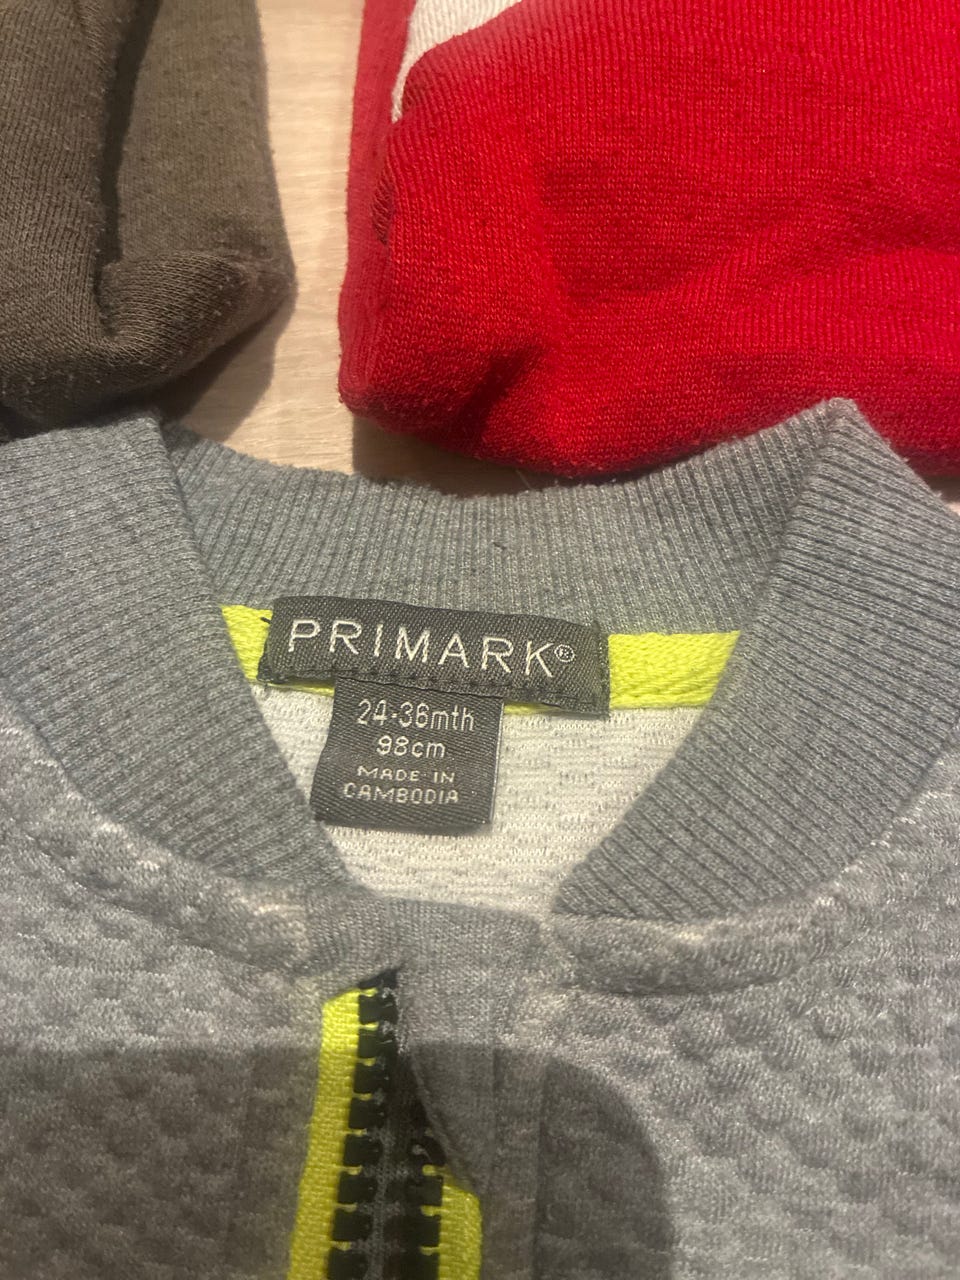 PRIMARK®
24-36mth
98cm
MADE IN
CAMBODIA